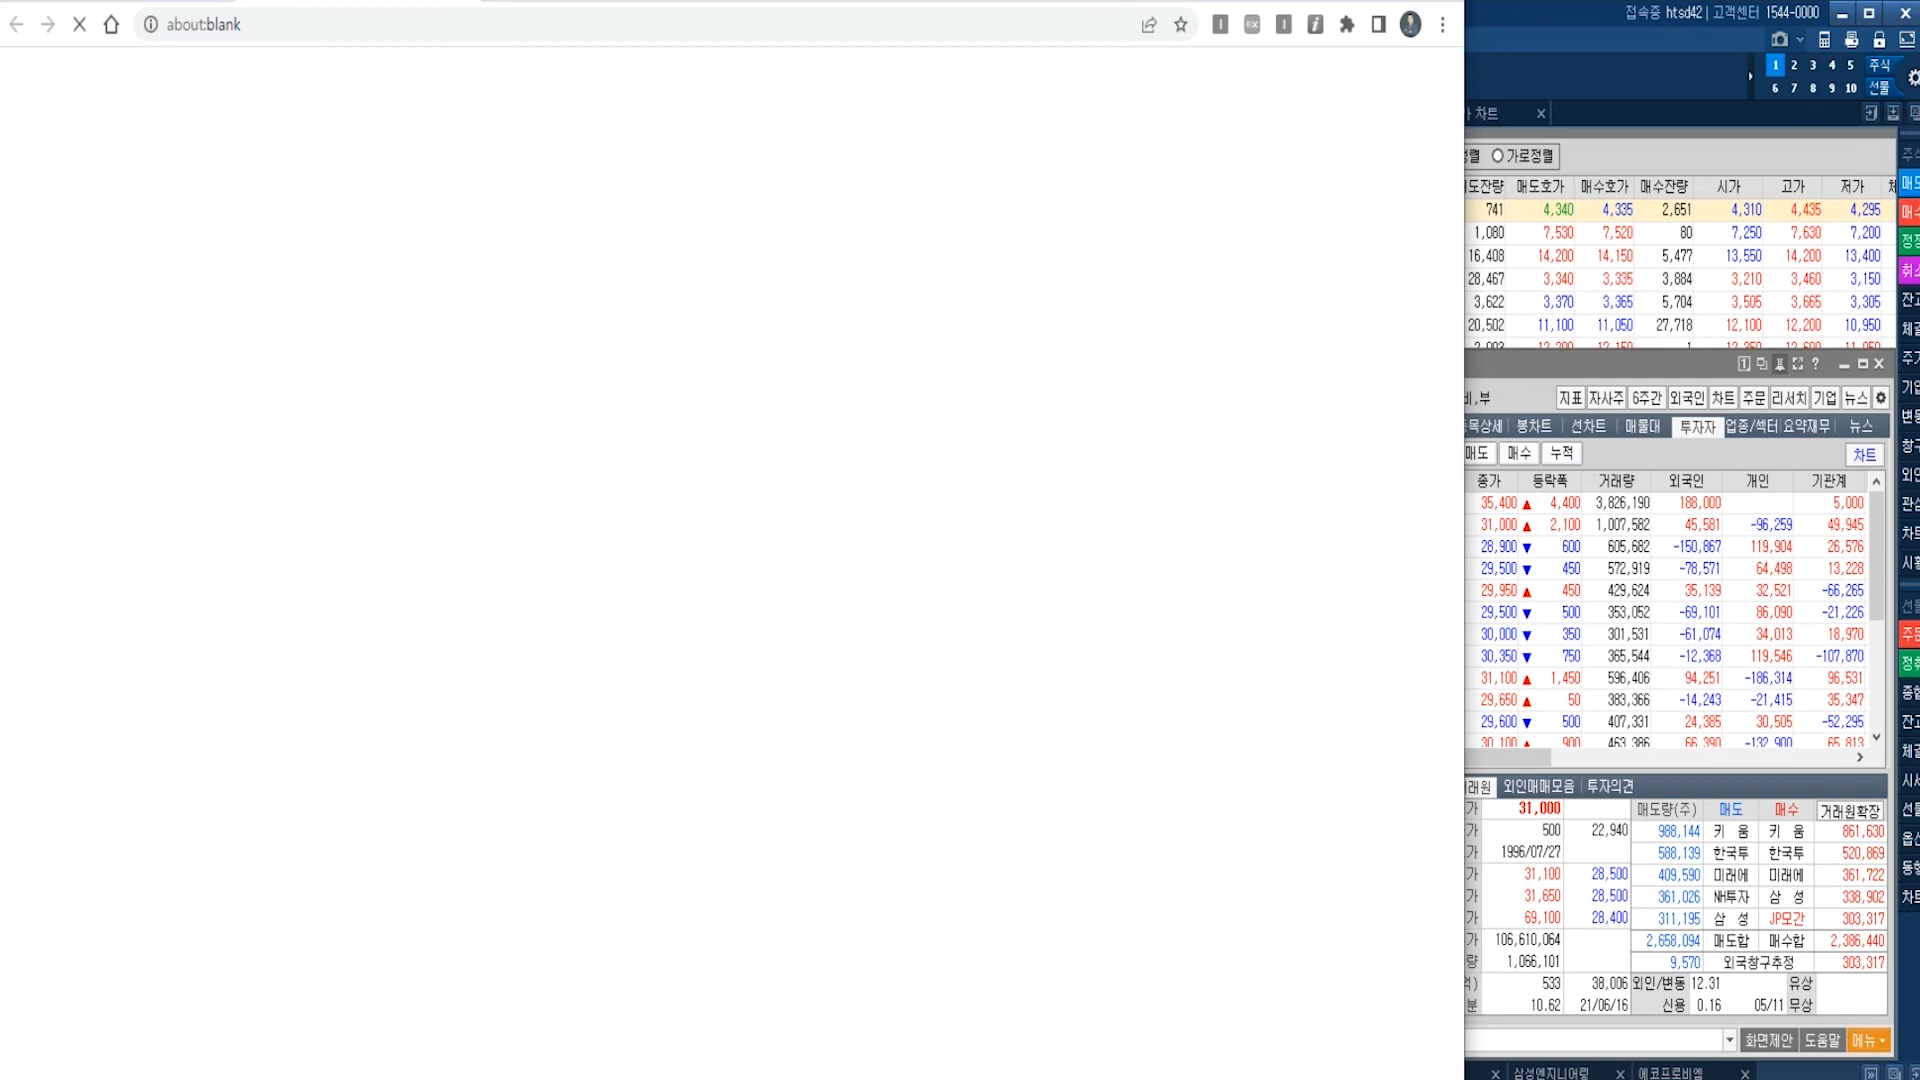 about:blank
접속중 htsd42 | 고객센터 1544-0000
1 2 3 4 5 주식
6 7 8 9 10 선물
차트
가로정렬
매도호가 매수호가 매수잔량 시가 고가 저가
741 4,340 4,335 2,651 4,310 4,435 4,295
1,080 7,530 7,520 80 7,250 7,630 7,200
16,408 14,200 14,150 5,477 13,550 14,200 13,400
28,467 3,340 3,335 3,884 3,210 3,460 3,150
3,622 3,370 3,365 5,704 3,505 3,665 3,305
20,502 11,100 11,050 27,718 12,100 12,200 10,950
지표 자사주 6주간 외국인 차트 주문 리서치 기업 뉴스
봉차트 선차트 매물대 투자자 업종/섹터 요약재무 뉴스
매도 매수 누적 차트
종가 등락폭 거래량 외국인 개인 기관계
35,400 ▲ 4,400 3,826,190 188,000 5,000
31,000 ▲ 2,100 1,007,582 45,581 -96,259 49,945
28,900 ▼ 600 605,682 -150,867 119,904 26,576
29,500 ▼ 450 572,919 -78,571 64,498 13,228
29,950 ▲ 450 429,624 35,139 32,521 -66,265
29,500 ▼ 500 353,052 -69,101 86,090 -21,226
30,000 ▼ 350 301,531 -61,074 34,013 18,970
30,350 ▼ 750 365,544 -12,368 119,546 -107,870
31,100 ▲ 1,450 596,406 94,251 -186,314 96,531
29,650 ▲ 50 383,366 -14,243 -21,415 35,347
29,600 ▼ 500 407,331 24,385 30,505 -52,295
30,100 ▲ 900 463,386 66,390 -132,900 65,813
외인매매모음 투자의견
31,000 매도량(주) 매도 매수 거래원확장
500 22,940 988,144 키 움 키 움 861,630
1996/07/27 588,139 한국투 한국투 520,869
31,100 28,500 409,590 미래에 미래에 361,722
31,650 28,500 361,026 NH투자 삼 성 338,902
69,100 28,400 311,195 삼 성 JP모간 303,317
106,610,064 2,658,094 매도합 매수합 2,386,440
1,066,101 9,570 외국창구추정 303,317
533 38,006 외인/변동 12.31 유상
10.62 21/06/16 신용 0.16 05/11 무상
화면제안 도움말 메뉴
삼성엔지니어링 에코프로비엠